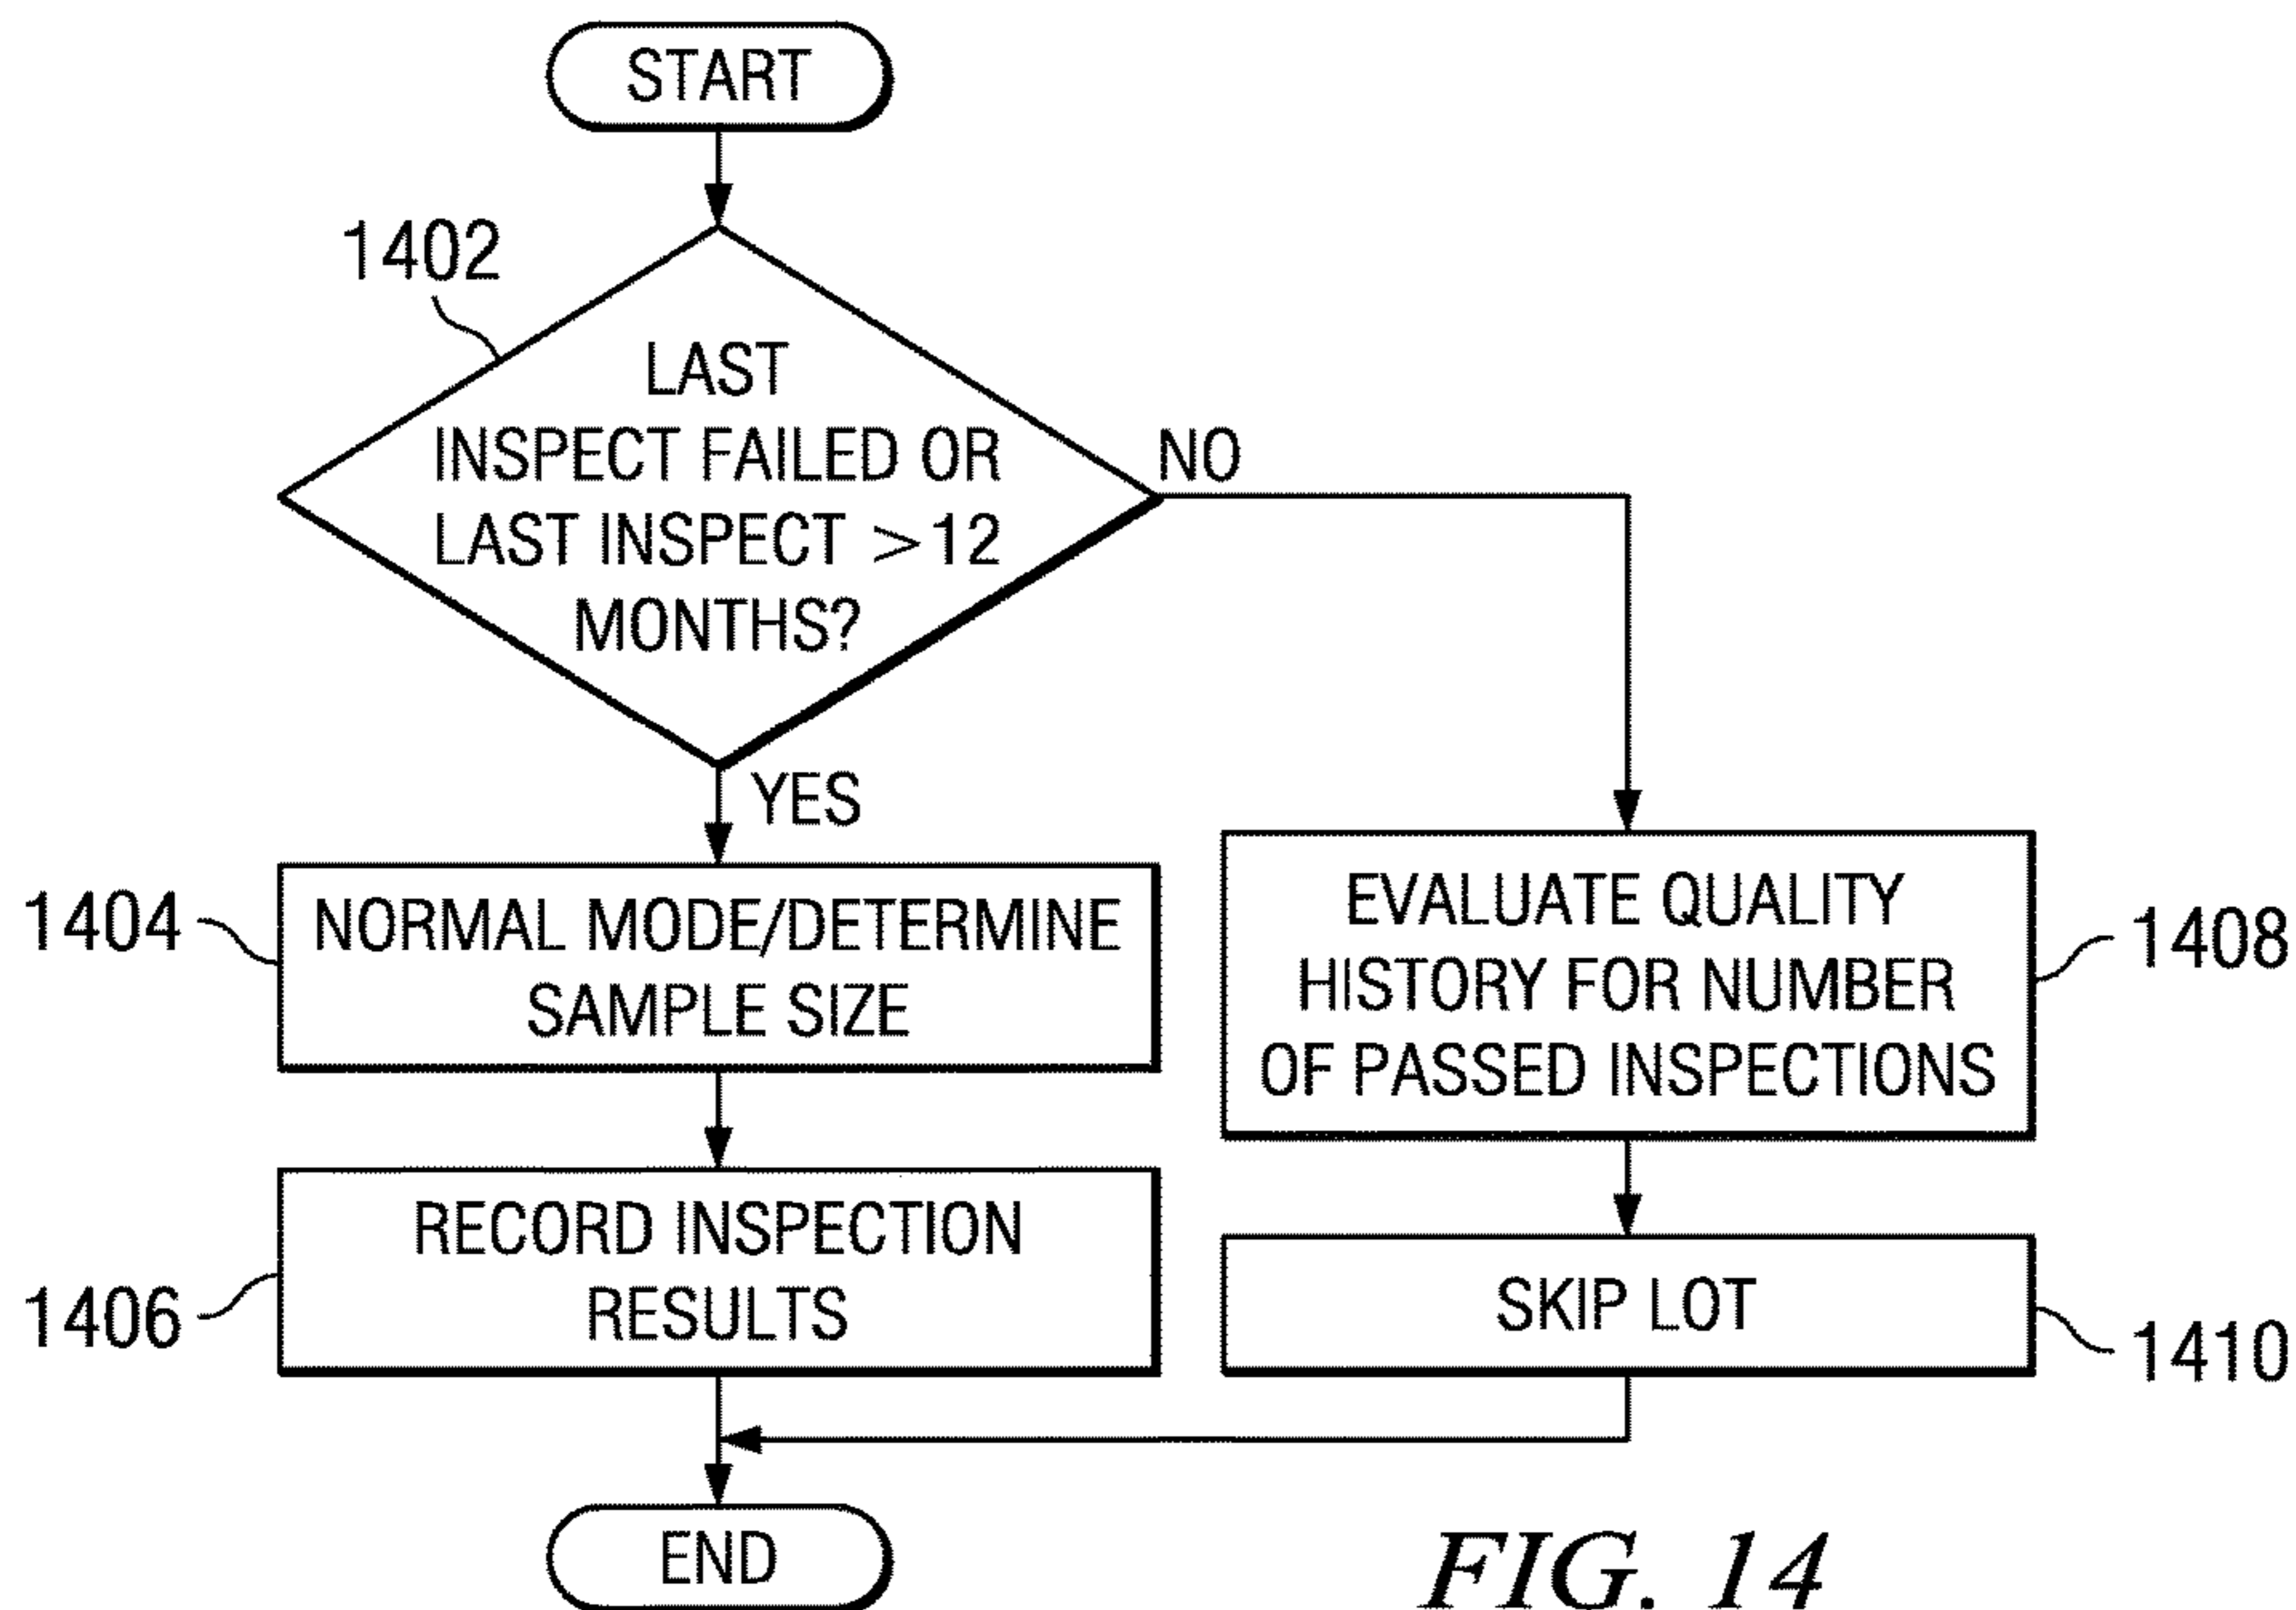 START
1402
LAST
INSPECT FAILED OR
LAST INSPECT >12
MONTHS?
NO
YES
1404
NORMAL MODE/DETERMINE
SAMPLE SIZE
1406
RECORD INSPECTION
RESULTS
EVALUATE QUALITY
HISTORY FOR NUMBER
OF PASSED INSPECTIONS
1408
SKIP LOT
1410
END
FIG. 14